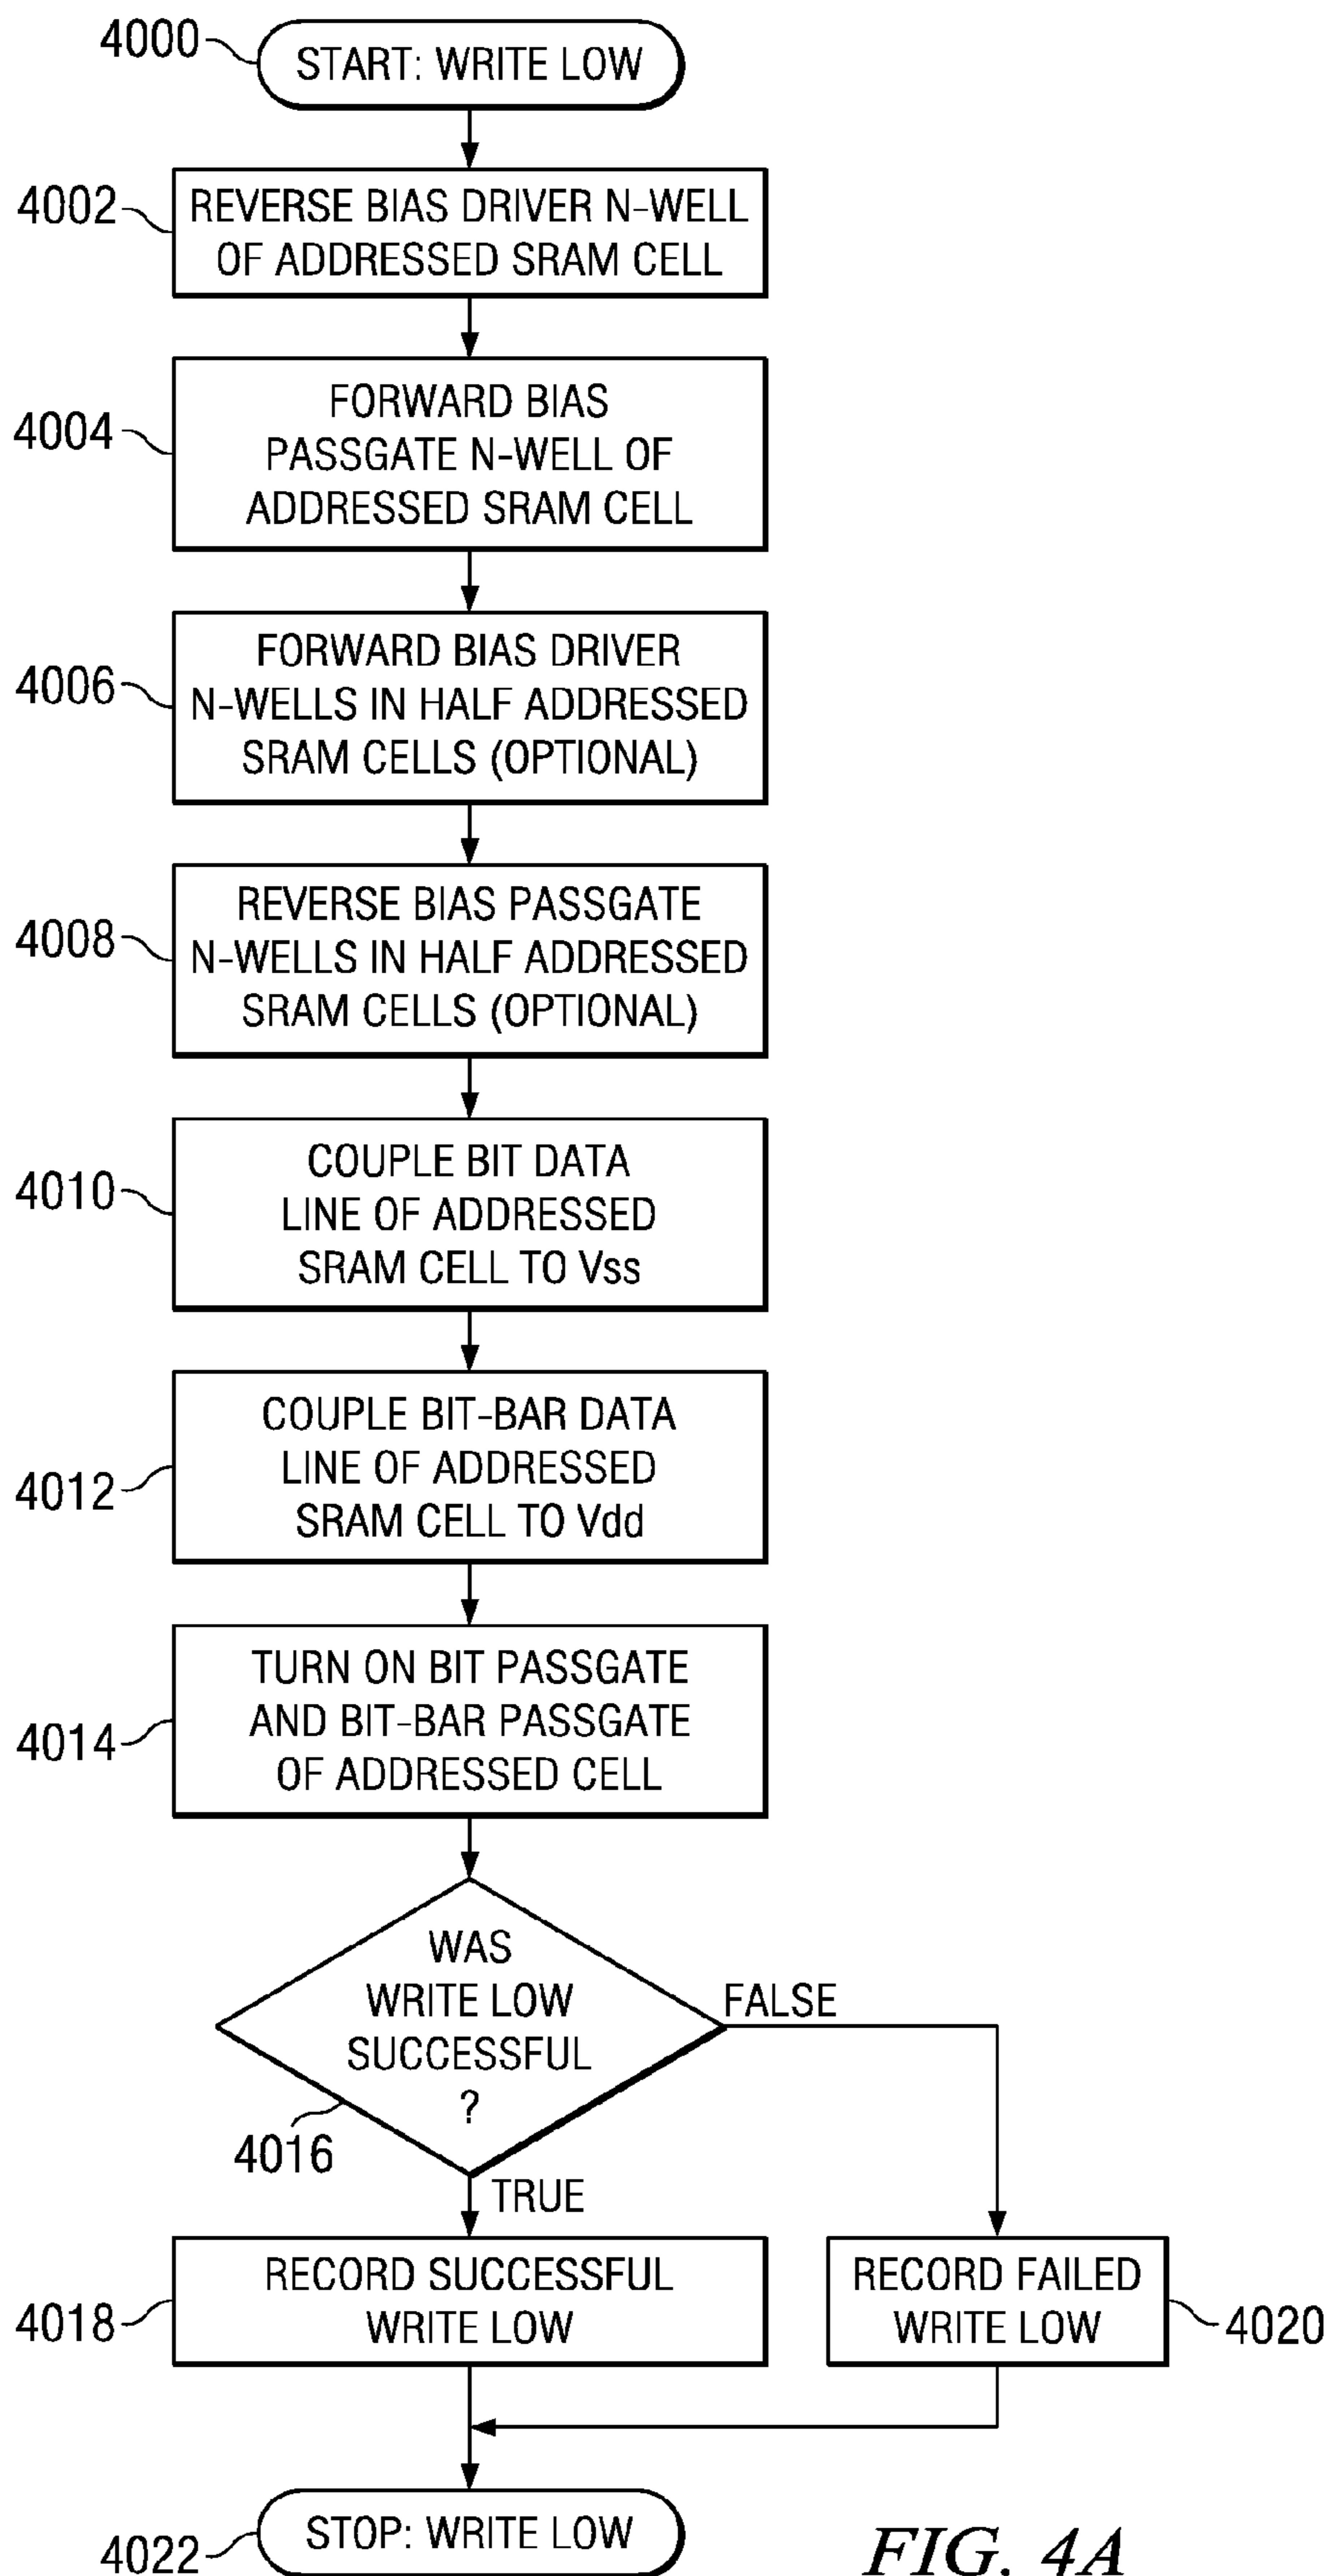 4000
START: WRITE LOW
4002
REVERSE BIAS DRIVER N-WELL
OF ADDRESSED SRAM CELL
4004
FORWARD BIAS
PASSGATE N-WELL OF
ADDRESSED SRAM CELL
4006
FORWARD BIAS DRIVER
N-WELLS IN HALF ADDRESSED
SRAM CELLS (OPTIONAL)
4008
REVERSE BIAS PASSGATE
N-WELLS IN HALF ADDRESSED
SRAM CELLS (OPTIONAL)
4010
COUPLE BIT DATA
LINE OF ADDRESSED
SRAM CELL TO Vss
4012
COUPLE BIT-BAR DATA
LINE OF ADDRESSED
SRAM CELL TO Vdd
4014
TURN ON BIT PASSGATE
AND BIT-BAR PASSGATE
OF ADDRESSED CELL
WAS
WRITE LOW
SUCCESSFUL
?
FALSE
4016
TRUE
4018
RECORD SUCCESSFUL
WRITE LOW
RECORD FAILED
WRITE LOW
4020
4022
STOP: WRITE LOW
FIG. 4A